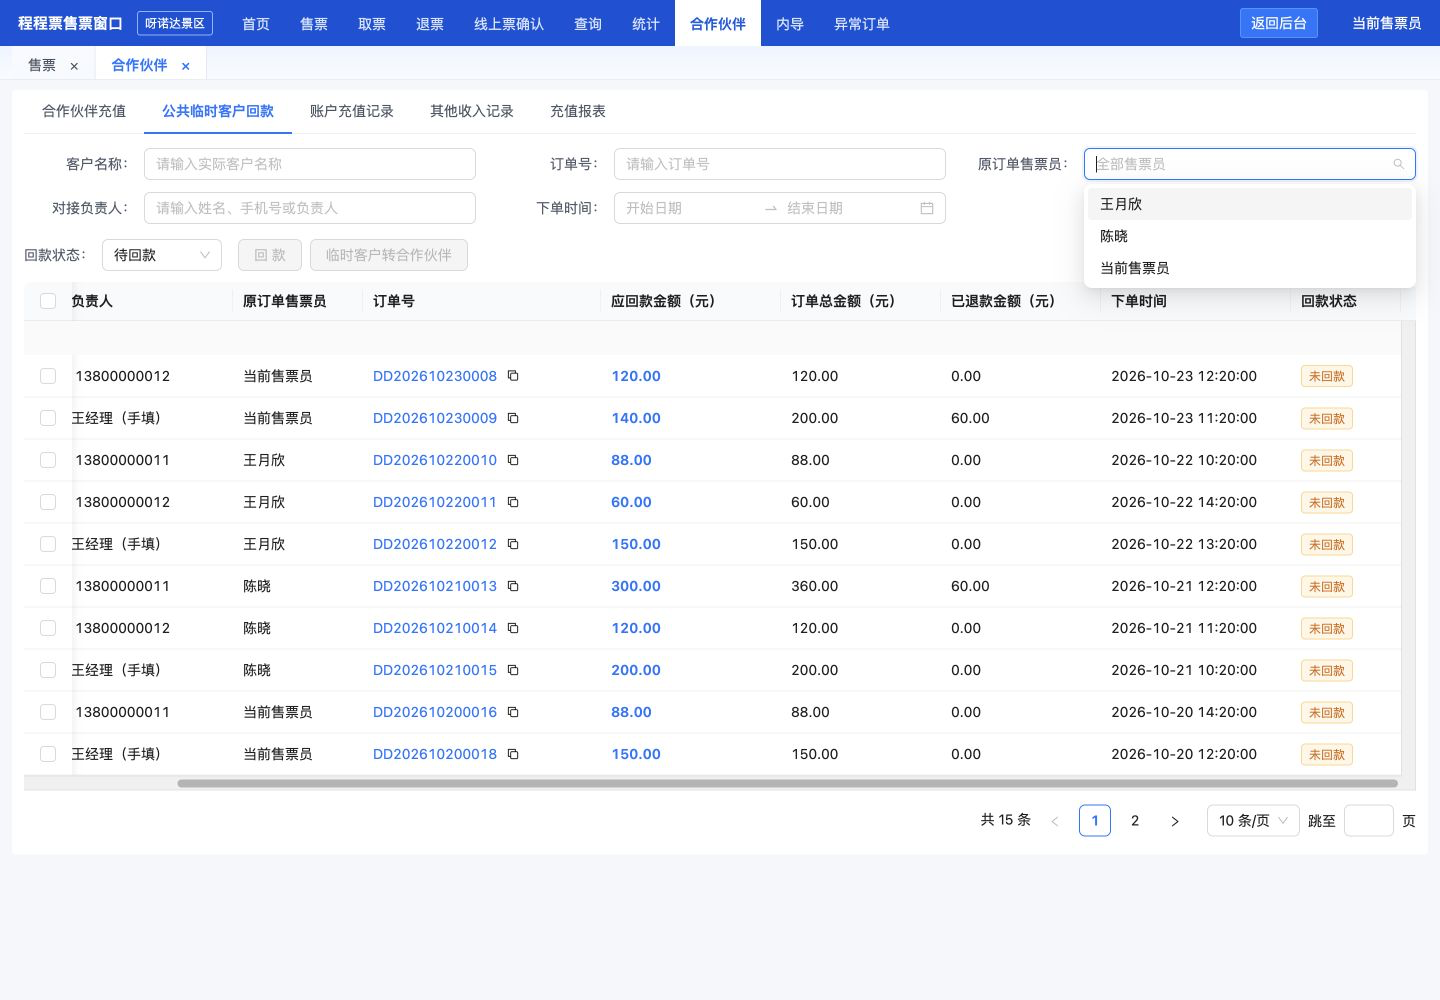 程程票售票窗口 呀诺达景区 首页 售票 取票 退票 线上票确认 查询 统计 合作伙伴 内导 异常订单 返回后台 当前售票员
售票 × 合作伙伴 ×
合作伙伴充值 公共临时客户回款 账户充值记录 其他收入记录 充值报表
客户名称： 请输入实际客户名称 订单号： 请输入订单号 原订单售票员： 全部售票员
对接负责人： 请输入姓名、手机号或负责人 下单时间： 开始日期 → 结束日期
王月欣
陈晓
当前售票员
回款状态： 待回款 回 款 临时客户转合作伙伴
负责人 原订单售票员 订单号 应回款金额（元） 订单总金额（元） 已退款金额（元） 下单时间 回款状态
13800000012 当前售票员 DD202610230008 120.00 120.00 0.00 2026-10-23 12:20:00 未回款
王经理（手填） 当前售票员 DD202610230009 140.00 200.00 60.00 2026-10-23 11:20:00 未回款
13800000011 王月欣 DD202610220010 88.00 88.00 0.00 2026-10-22 10:20:00 未回款
13800000012 王月欣 DD202610220011 60.00 60.00 0.00 2026-10-22 14:20:00 未回款
王经理（手填） 王月欣 DD202610220012 150.00 150.00 0.00 2026-10-22 13:20:00 未回款
13800000011 陈晓 DD202610210013 300.00 360.00 60.00 2026-10-21 12:20:00 未回款
13800000012 陈晓 DD202610210014 120.00 120.00 0.00 2026-10-21 11:20:00 未回款
王经理（手填） 陈晓 DD202610210015 200.00 200.00 0.00 2026-10-21 10:20:00 未回款
13800000011 当前售票员 DD202610200016 88.00 88.00 0.00 2026-10-20 14:20:00 未回款
王经理（手填） 当前售票员 DD202610200018 150.00 150.00 0.00 2026-10-20 12:20:00 未回款
共 15 条 < 1 2 > 10 条/页 跳至 页